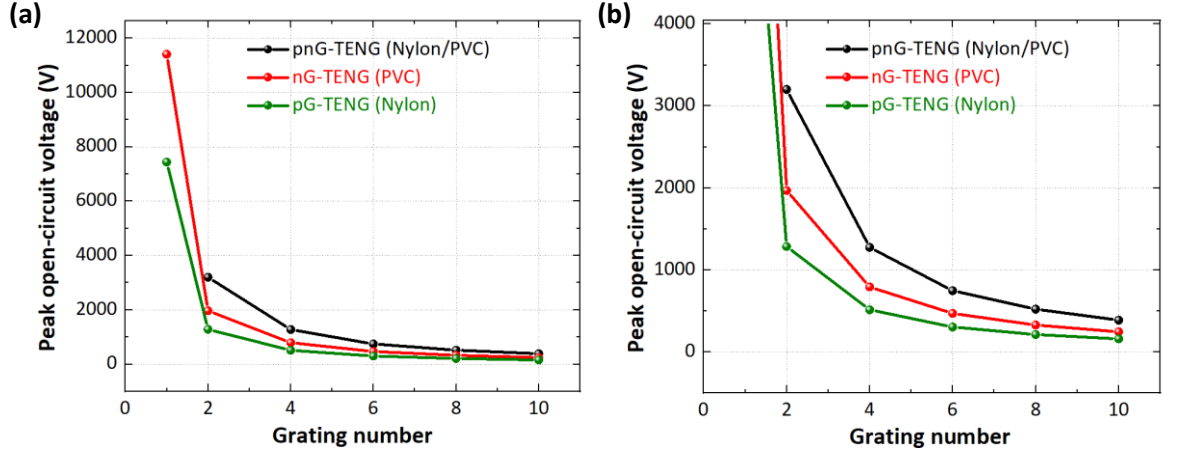 (a)
Peak open-circuit voltage (V)
12000
10000
8000
6000
4000
2000
0
pnG-TENG (Nylon/PVC)
nG-TENG (PVC)
pG-TENG (Nylon)
0 2 4 6 8 10
Grating number
(b)
Peak open-circuit voltage (V)
4000
3000
2000
1000
0
pnG-TENG (Nylon/PVC)
nG-TENG (PVC)
pG-TENG (Nylon)
0 2 4 6 8 10
Grating number